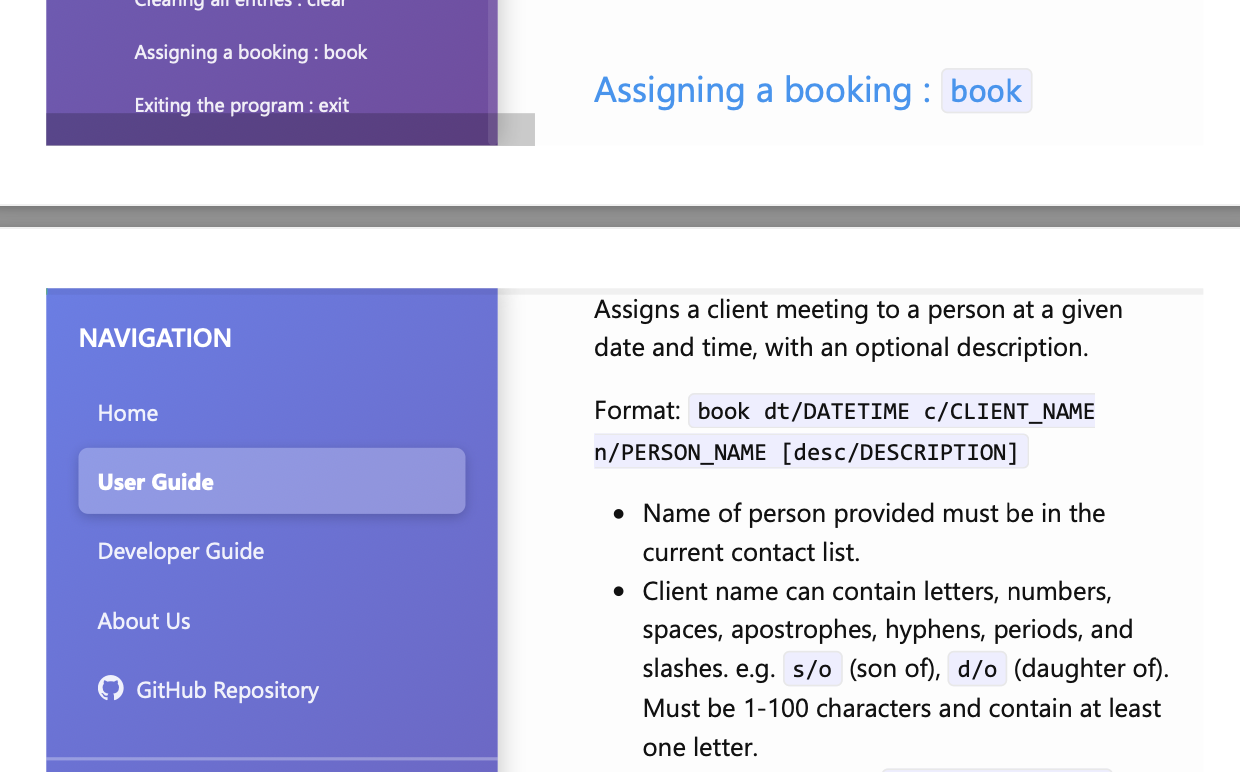 Clearing all entries : clear
Assigning a booking : book
Exiting the program : exit
Assigning a booking : book
NAVIGATION
Home
User Guide
Developer Guide
About Us
GitHub Repository
Assigns a client meeting to a person at a given
date and time, with an optional description.
Format: book dt/DATETIME c/CLIENT_NAME
n/PERSON_NAME [desc/DESCRIPTION]
• Name of person provided must be in the
current contact list.
• Client name can contain letters, numbers,
spaces, apostrophes, hyphens, periods, and
slashes. e.g. s/o (son of), d/o (daughter of).
Must be 1-100 characters and contain at least
one letter.